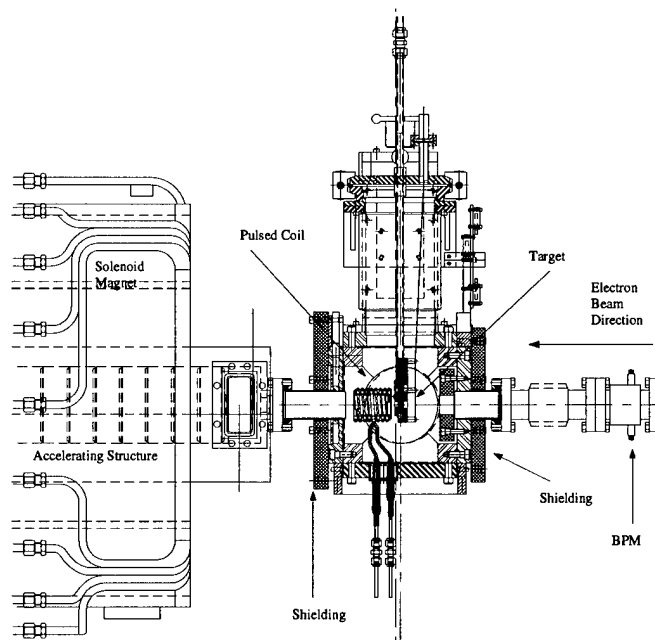 Pulsed Coil
Target
Solenoid
Magnet
Electron
Beam
Direction
Accelerating Structure
Shielding
BPM
Shielding